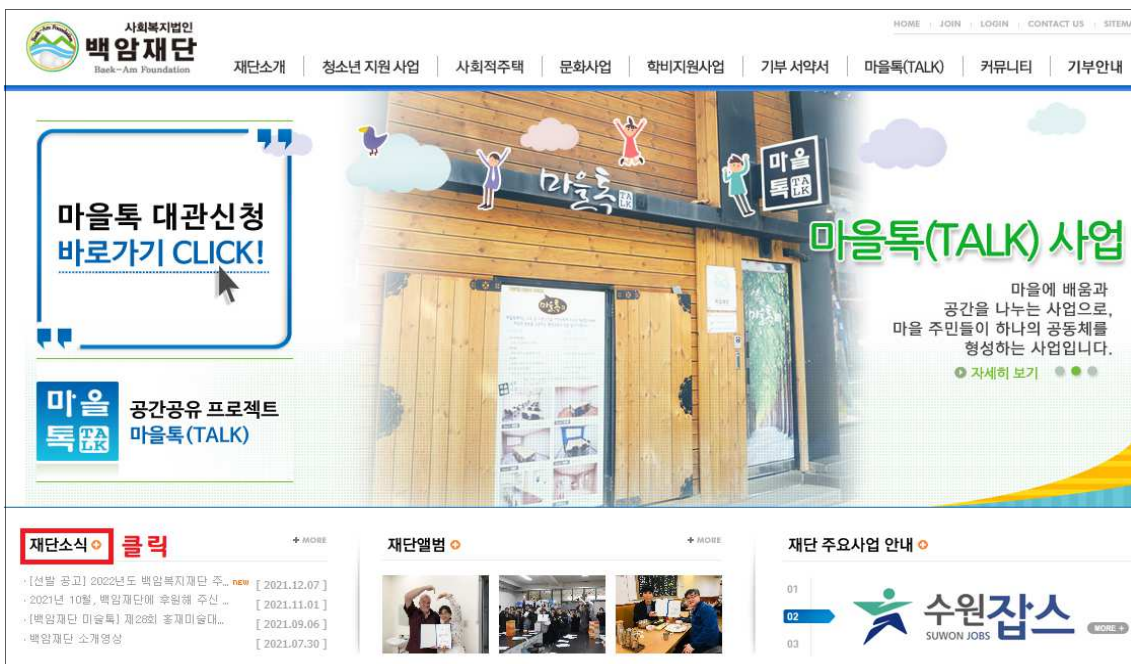 HOME JOIN LOGIN CONTACT US SITEMA
사회복지법인
백암재단
Baek-Am Foundation
재단소개 청소년 지원 사업 사회적주택 문화사업 학비지원사업 기부 서약서 마을톡(TALK) 커뮤니티 기부안내
마을톡 대관신청
바로가기 CLICK!
마을톡 TALK
공간공유 프로젝트
마을톡(TALK)
마을톡 TALK
마을톡 TALK
마을톡(TALK) 사업
마을에 배움과
공간을 나누는 사업으로,
마을 주민들이 하나의 공동체를
형성하는 사업입니다.
자세히 보기
재단소식 클릭 + MORE
· [선발 공고] 2022년도 백암복지재단 주... new [ 2021.12.07 ]
· 2021년 10월, 백암재단에 후원해 주신 ... [ 2021.11.01 ]
· [백암재단 미술톡] 제28회 홍재미술대... [ 2021.09.06 ]
· 백암재단 소개영상 [ 2021.07.30 ]
재단앨범 + MORE
재단 주요사업 안내
01
02
03
수원잡스
SUWON JOBS
MORE +